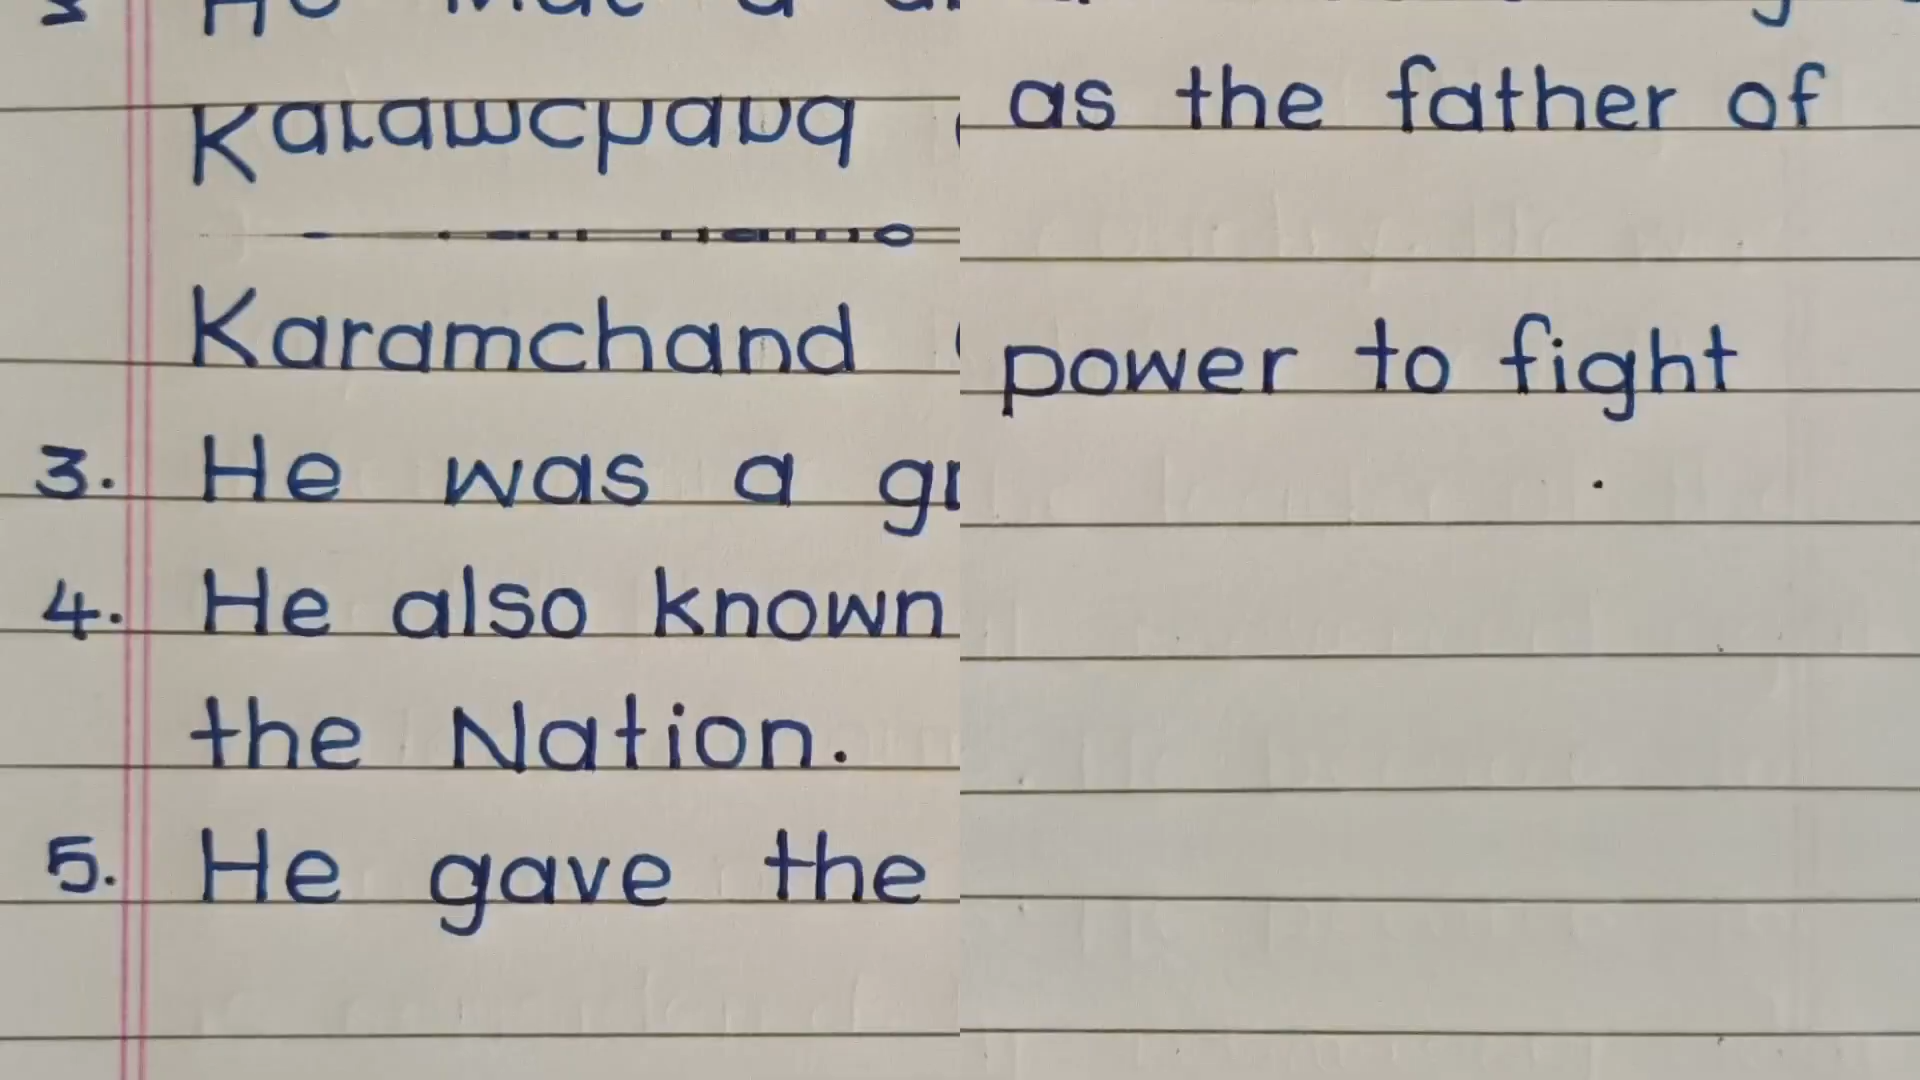 Karamchand
3. He was a
4. He also known as the father of
the Nation.
5. He gave the power to fight